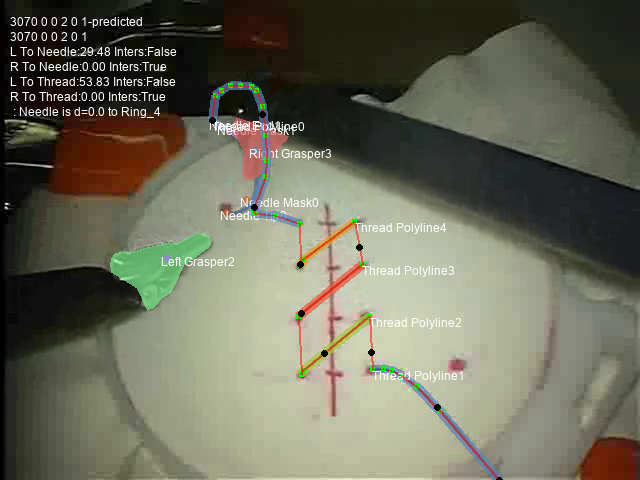 3070 0 0 2 0 1-predicted
3070 0 0 2 0 1
L To Needle:29.48 Inters:False
R To Needle:0.00 Inters:True
L To Thread:53.83 Inters:False
R To Thread:0.00 Inters:True
: Needle is d=0.0 to Ring_4
Polyline0
Right Grasper3
Needle Mask0
Thread Polyline4
Left Grasper2
Thread Polyline3
Thread Polyline2
Thread Polyline1